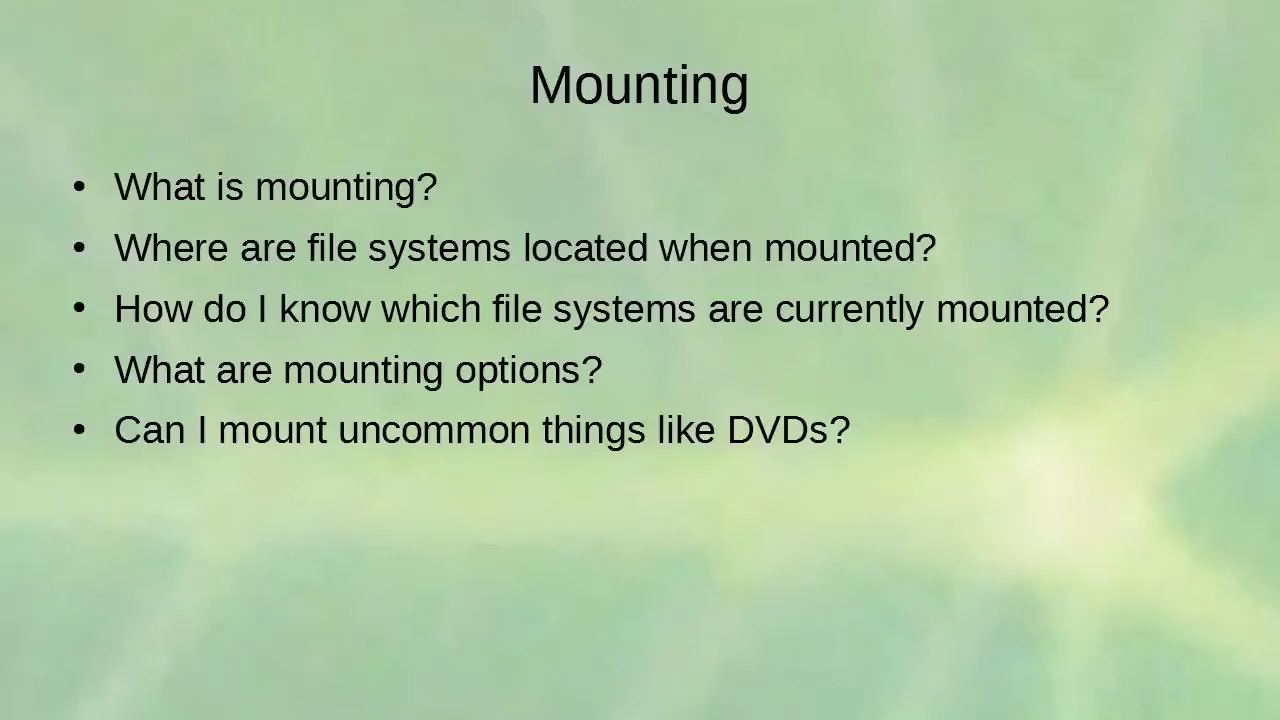 Mounting
• What is mounting?
• Where are file systems located when mounted?
• How do I know which file systems are currently mounted?
• What are mounting options?
• Can I mount uncommon things like DVDs?